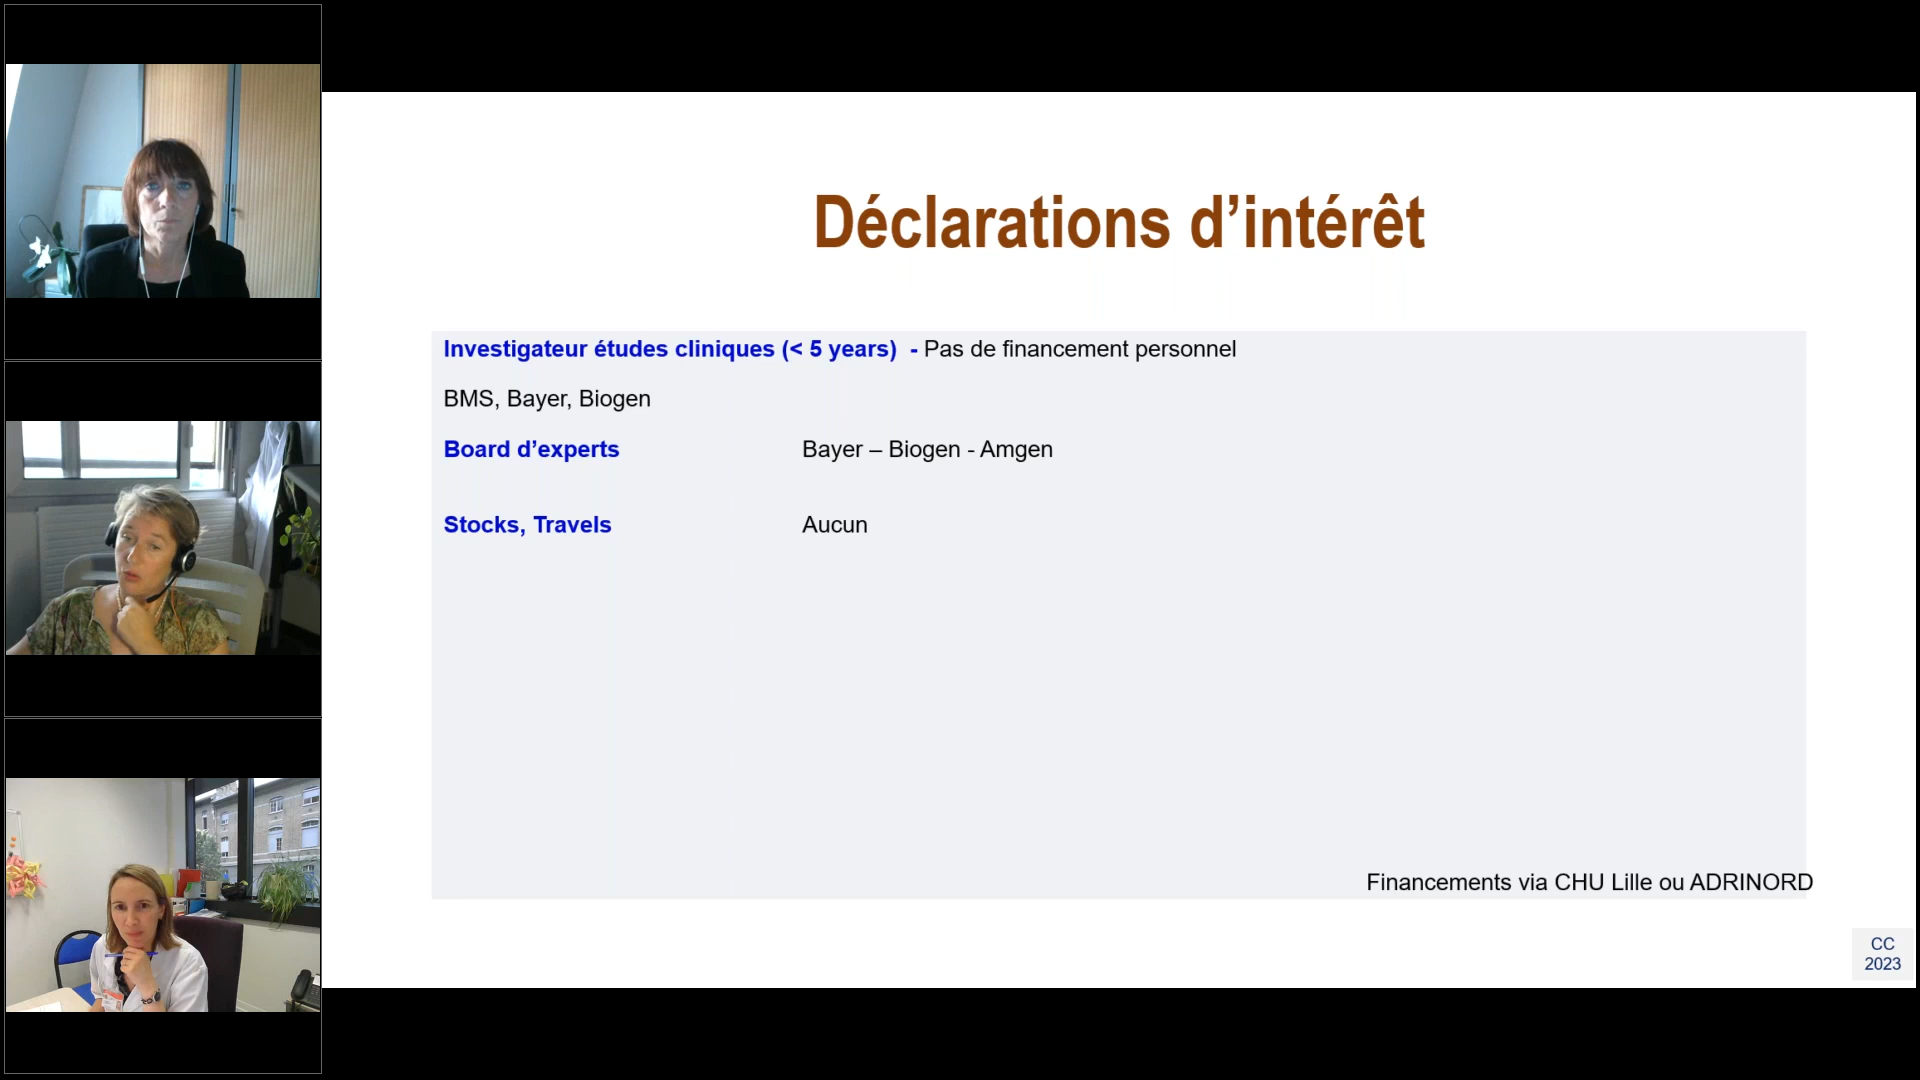 Déclarations d’intérêt
Investigateur études cliniques (< 5 years) - Pas de financement personnel
BMS, Bayer, Biogen
Board d’experts Bayer – Biogen - Amgen
Stocks, Travels Aucun
Financements via CHU Lille ou ADRINORD
CC
2023